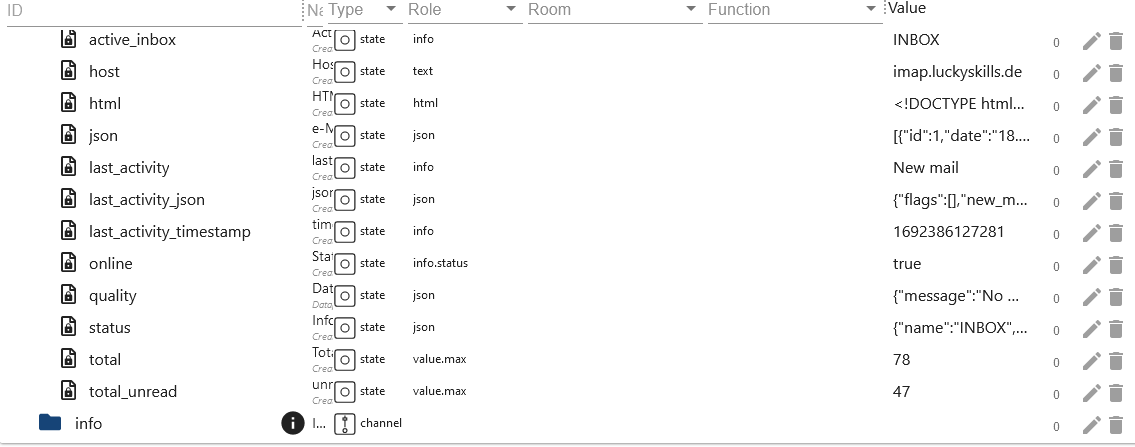 ID Na Type Role Room Function Value
active_inbox state info INBOX 0
Crea
host Hos state text imap.luckyskills.de 0
Crea
html HTM state html <!DOCTYPE html... 0
Crea
json e-M state json [{"id":1,"date":"18.... 0
Crea
last_activity last state info New mail 0
Crea
last_activity_json json state json {"flags":[],"new_m... 0
Crea
last_activity_timestamp time state info 1692386127281 0
Crea
online Stat state info.status true 0
Crea
quality Dat state json {"message":"No ... 0
Data,
status Info state json {"name":"INBOX",... 0
Crea
total Tota state value.max 78 0
Crea
total_unread unr state value.max 47 0
Crea
info i I... channel 0